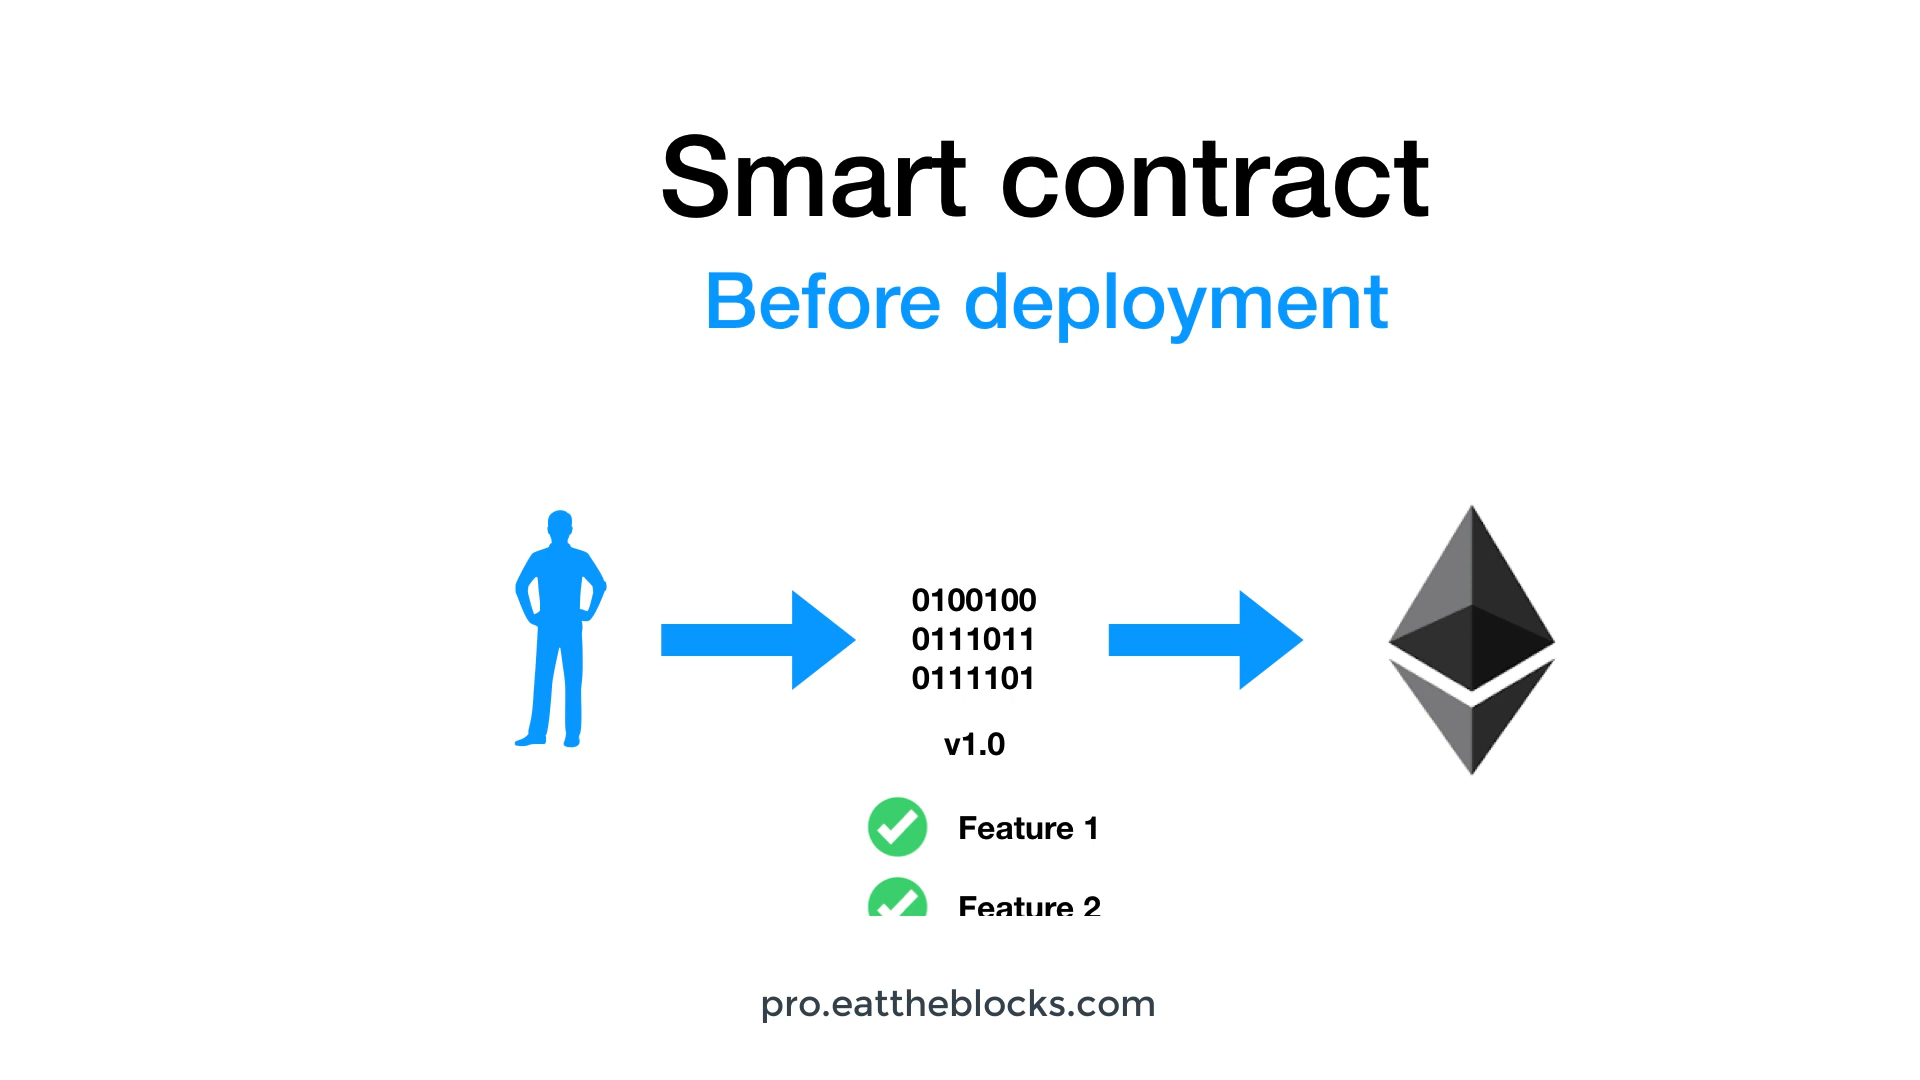 Smart contract
Before deployment
0100100
0111011
0111101
v1.0
Feature 1
Feature 2
pro.eattheblocks.com